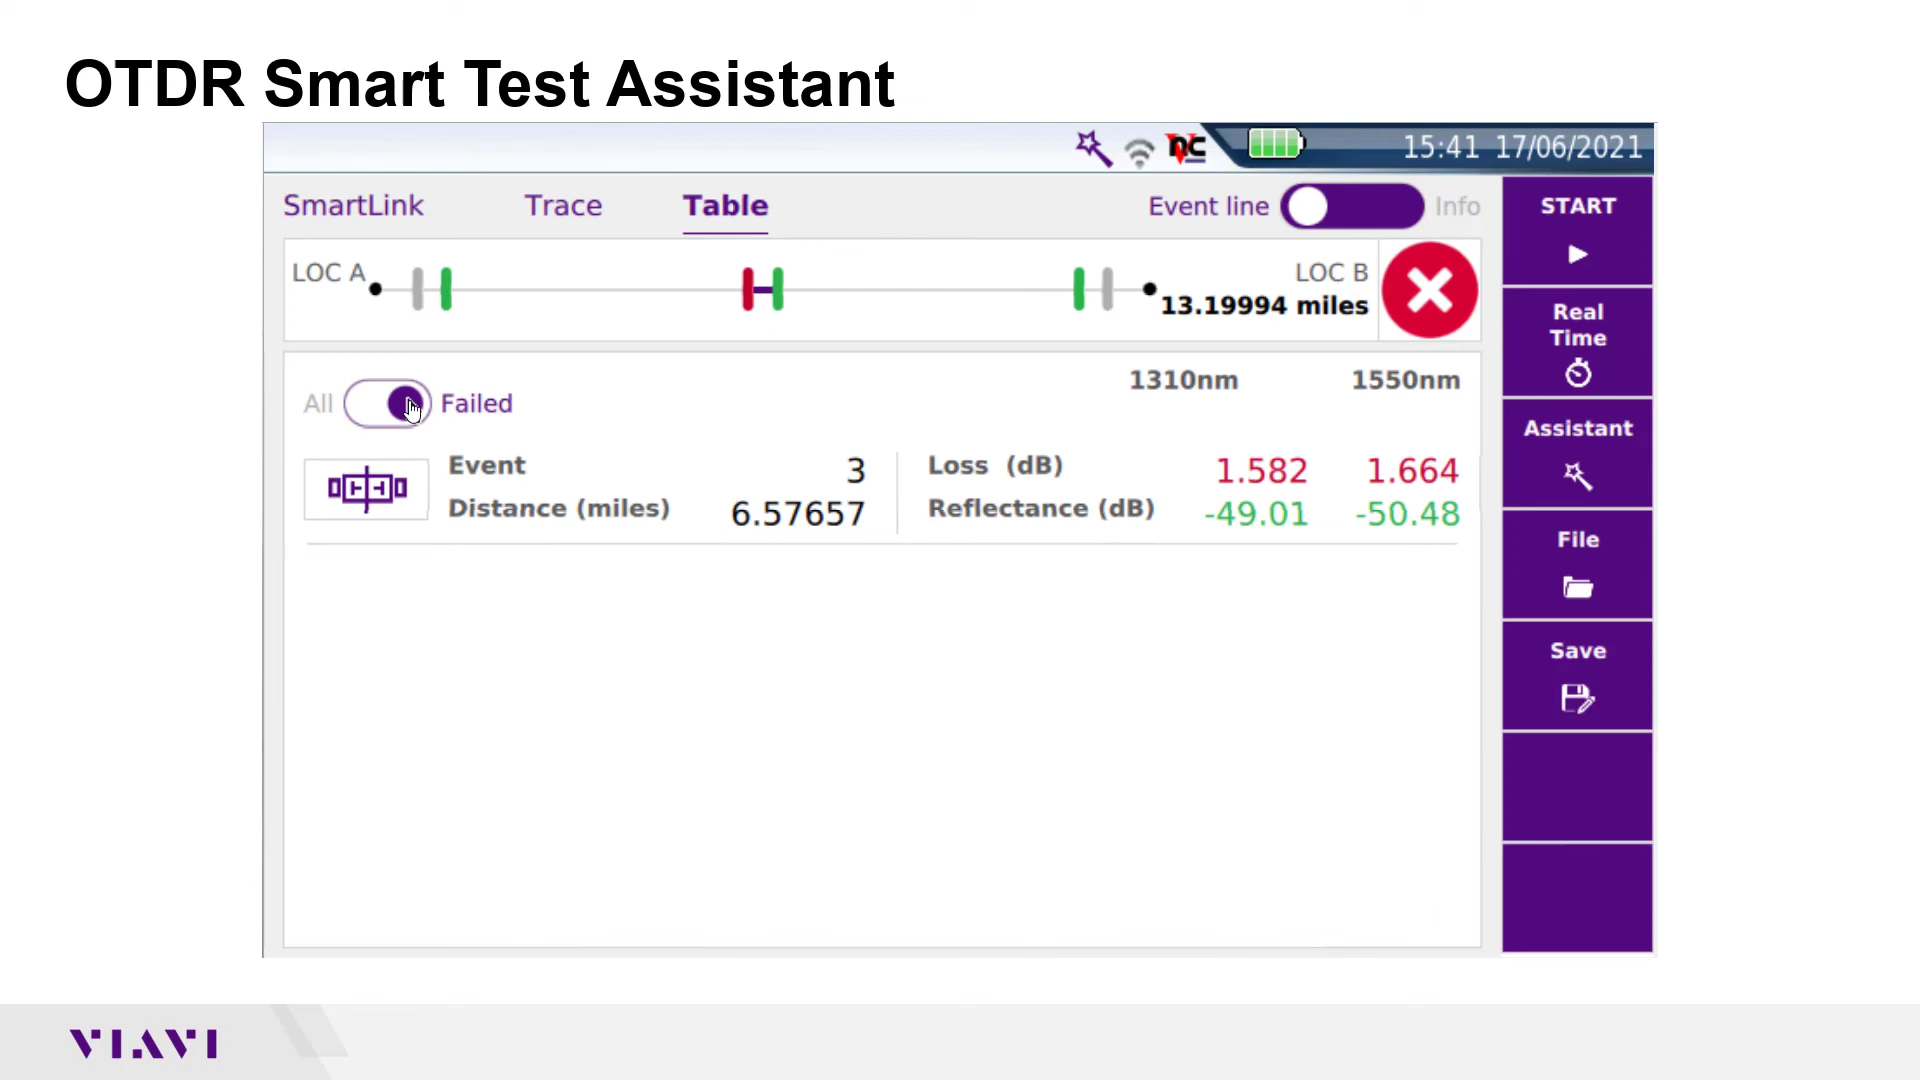 OTDR Smart Test Assistant
15:41 17/06/2021
SmartLink Trace Table Event line Info
LOC A
LOC B
13.19994 miles
All Failed
1310nm 1550nm
Event 3 Loss (dB) 1.582 1.664
Distance (miles) 6.57657 Reflectance (dB) -49.01 -50.48
START
Real
Time
Assistant
File
Save
VIAVI